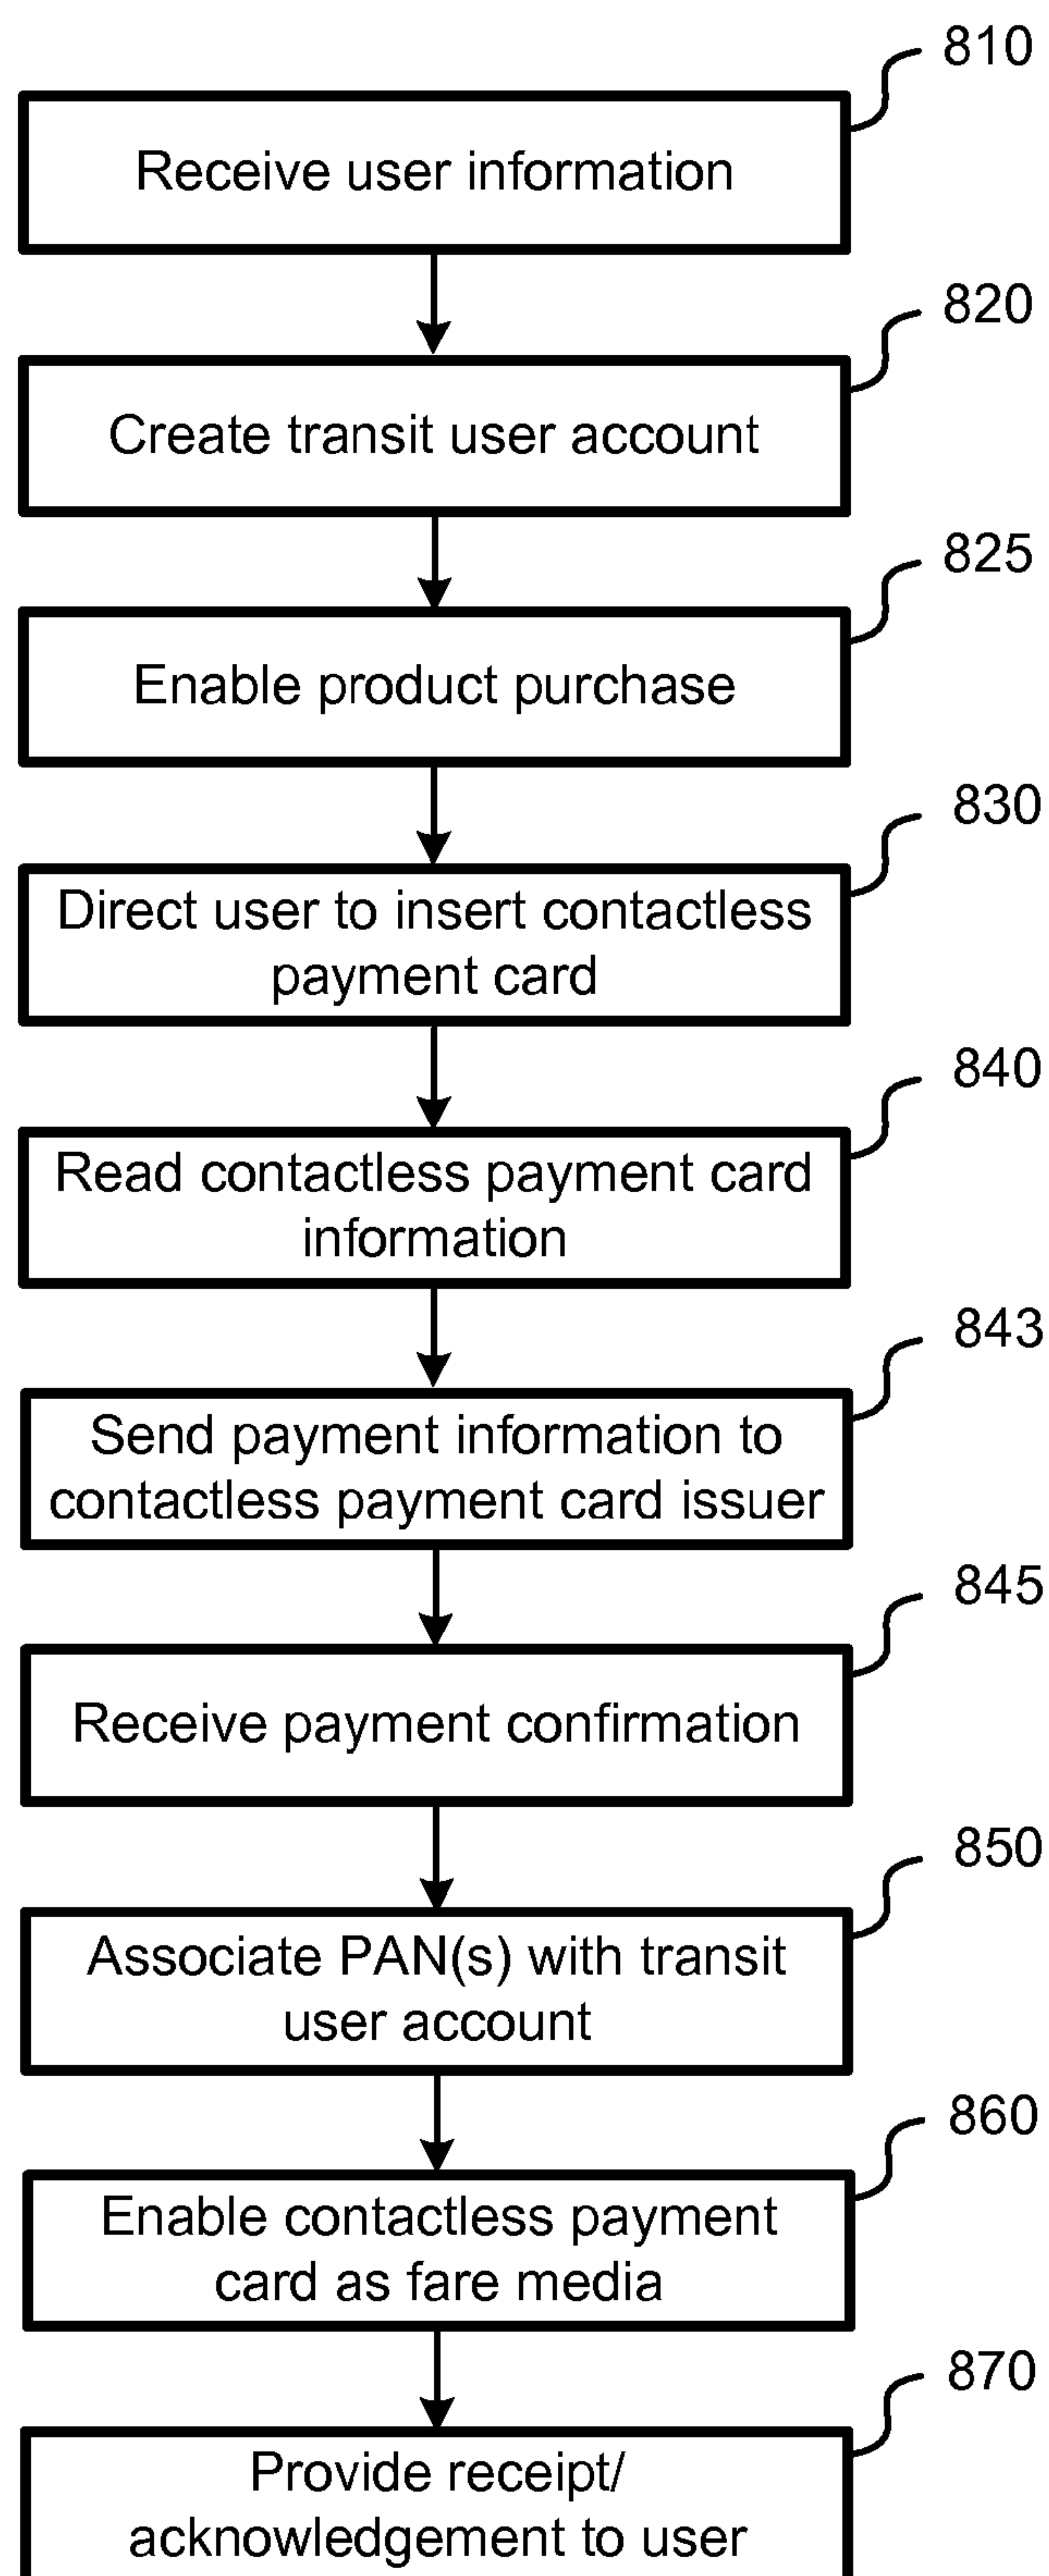 810
Receive user information
820
Create transit user account
825
Enable product purchase
830
Direct user to insert contactless
payment card
840
Read contactless payment card
information
843
Send payment information to
contactless payment card issuer
845
Receive payment confirmation
850
Associate PAN(s) with transit
user account
860
Enable contactless payment
card as fare media
870
Provide receipt/
acknowledgement to user